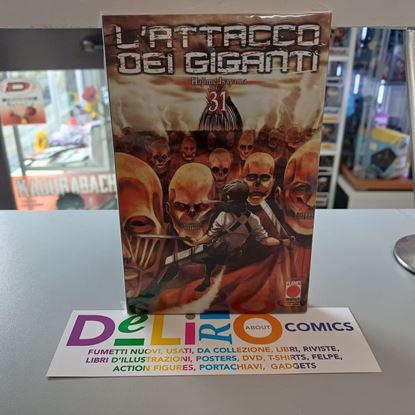 L'ATTACCO
DEI GIGANTI
Hajime Isayama
31
KAGURABACH
DeLiRIO ABOUT COMICS
FUMETTI NUOVI, USATI, DA COLLEZIONE, LIBRI, RIVISTE,
LIBRI D'ILLUSTRAZIONI, POSTERS, DVD, T-SHIRTS, FELPE,
ACTION FIGURES, PORTACHIAVI, GADGETS